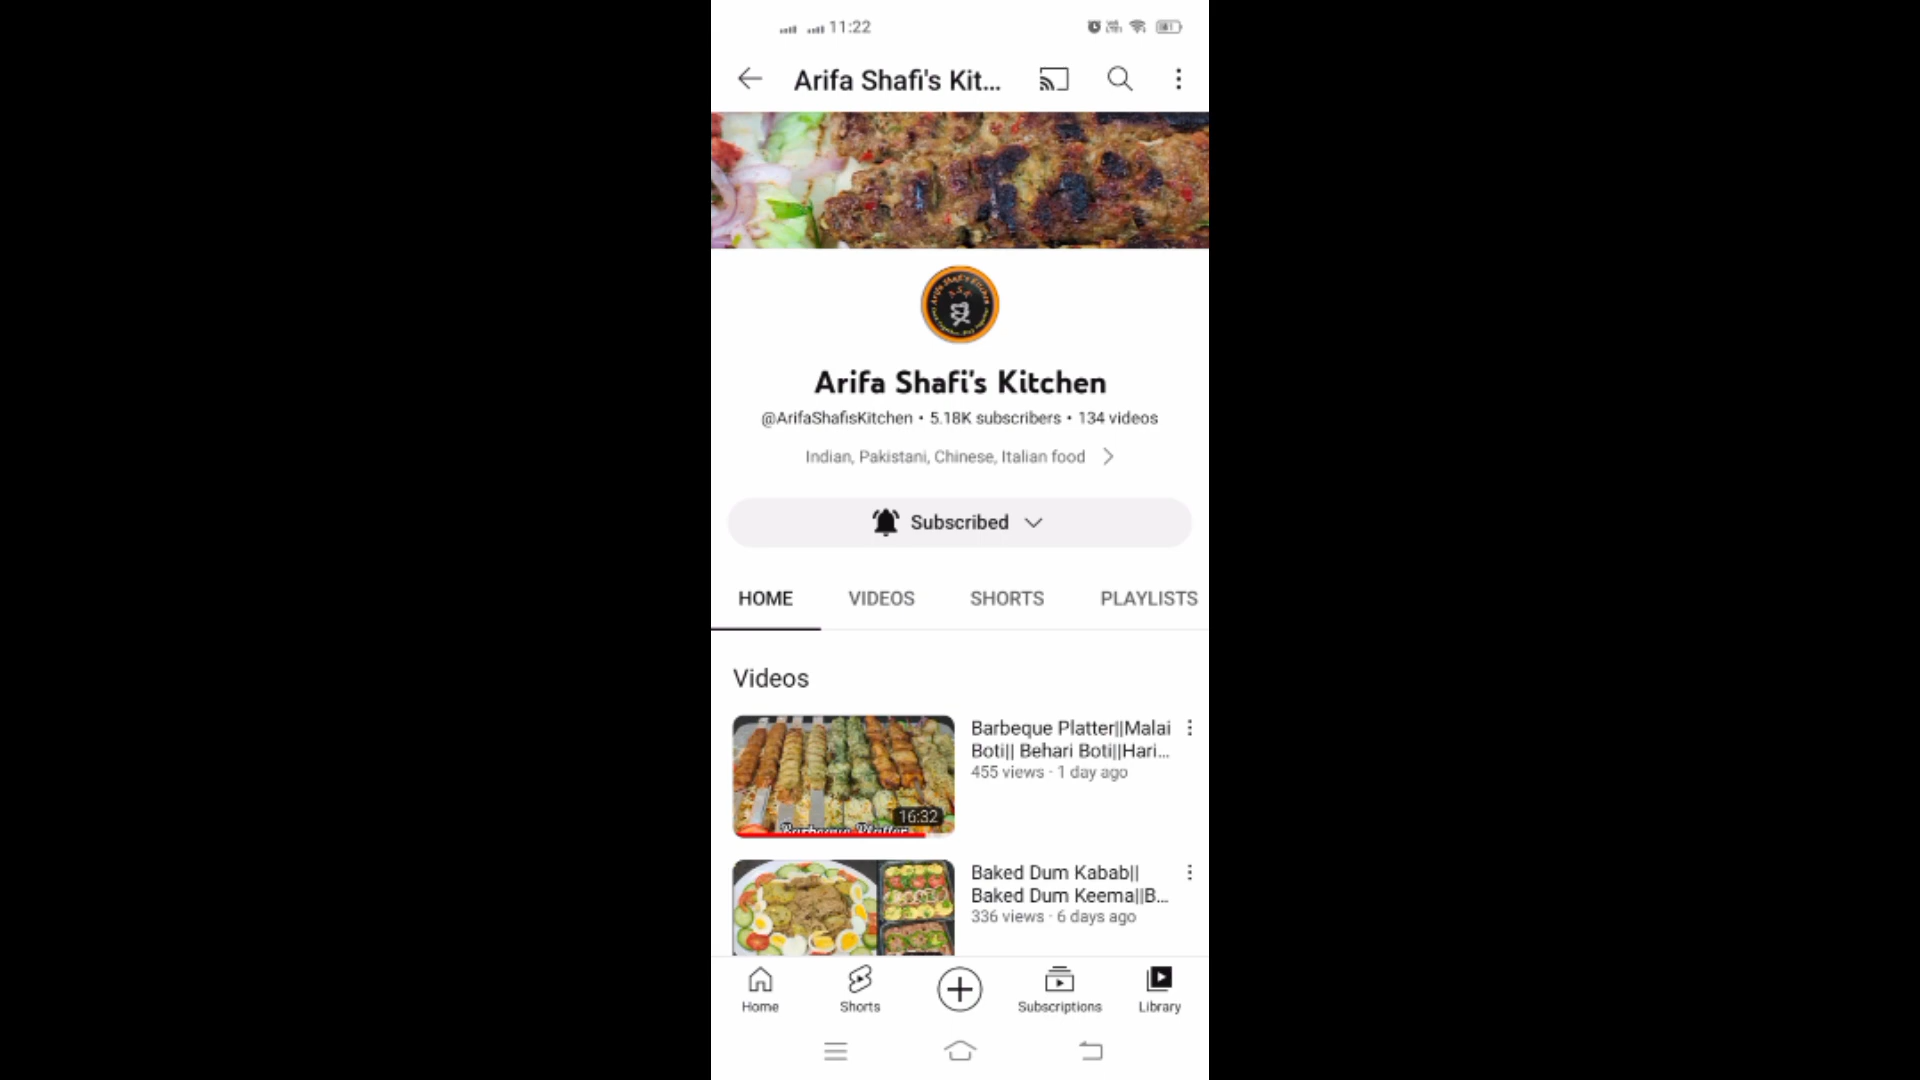 11:22
Arifa Shafi's Kit...
Arifa Shafi's Kitchen
@ArifaShafisKitchen • 5.18K subscribers • 134 videos
Indian, Pakistani, Chinese, Italian food
Subscribed
HOME VIDEOS SHORTS PLAYLISTS
Videos
Barbeque Platter||Malai
Boti|| Behari Boti||Hari...
455 views · 1 day ago
16:32
Barbeque Platter
Baked Dum Kabab||
Baked Dum Keema||B...
336 views · 6 days ago
Home Shorts Subscriptions Library